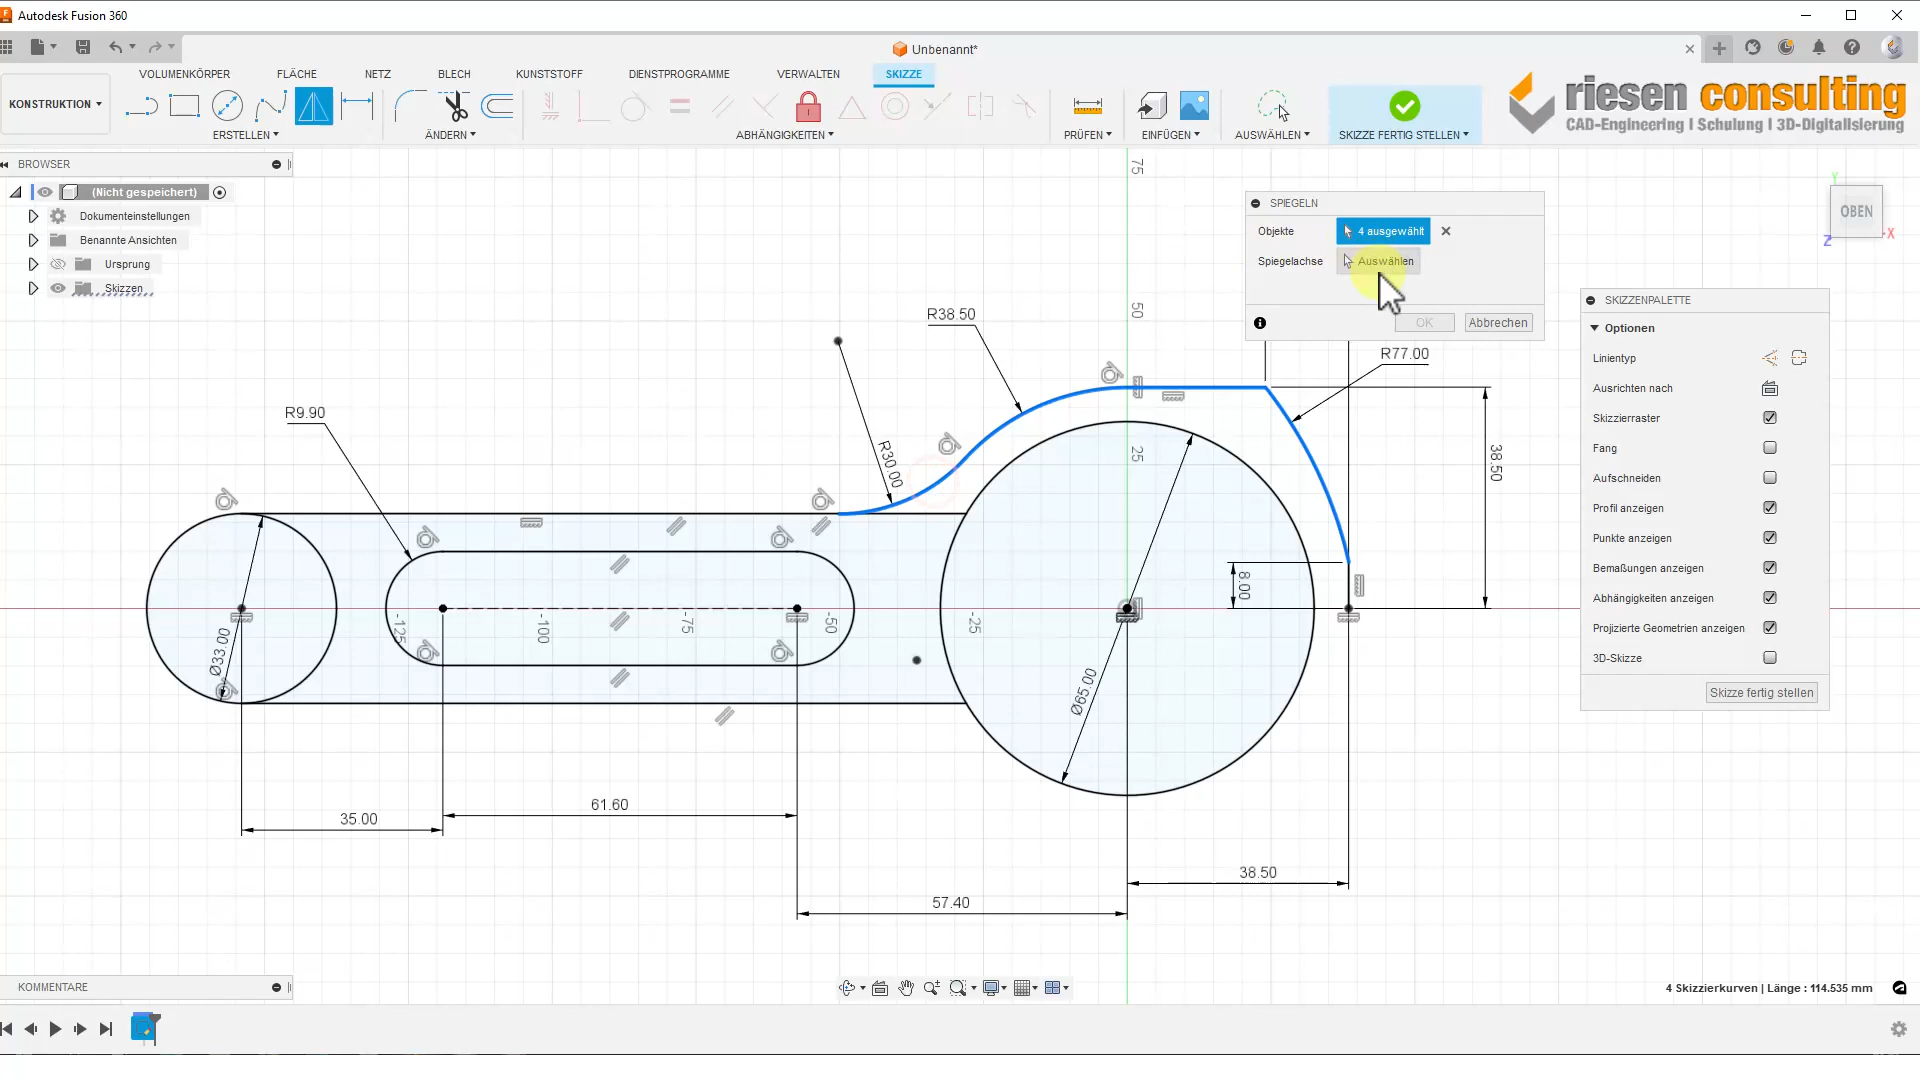 Autodesk Fusion 360
Unbenannt*
VOLUMENKÖRPER FLÄCHE NETZ BLECH KUNSTSTOFF DIENSTPROGRAMME VERWALTEN SKIZZE
KONSTRUKTION
ERSTELLEN ÄNDERN ABHÄNGIGKEITEN PRÜFEN EINFÜGEN AUSWÄHLEN SKIZZE FERTIG STELLEN
riesen consulting
CAD-Engineering I Schulung I 3D-Digitalisierung
BROWSER
(Nicht gespeichert)
Dokumenteinstellungen
Benannte Ansichten
Ursprung
Skizzen
SPIEGELN
Objekte 4 ausgewählt
Spiegelachse Auswählen
OK Abbrechen
OBEN
Y
X
Z
SKIZZENPALETTE
Optionen
Linientyp
Ausrichten nach
Skizzierraster
Fang
Aufschneiden
Profil anzeigen
Punkte anzeigen
Bemaßungen anzeigen
Abhängigkeiten anzeigen
Projizierte Geometrien anzeigen
3D-Skizze
Skizze fertig stellen
75
50
25
R38.50
R77.00
R9.90
R30.00
38.50
8.00
-125
-100
-75
-50
-25
Ø33.00
Ø65.00
35.00
61.60
57.40
38.50
KOMMENTARE
4 Skizzierkurven | Länge : 114.535 mm